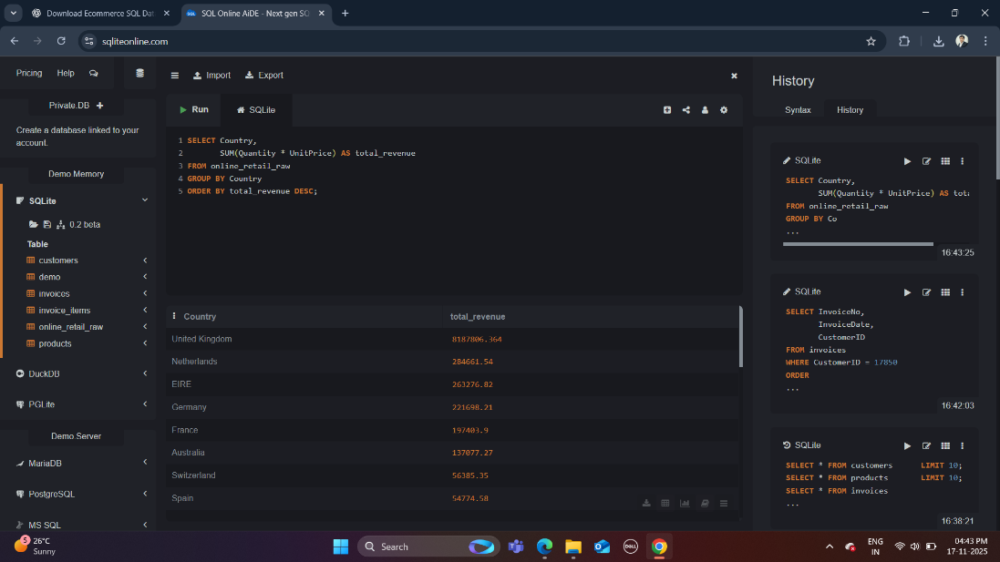 Download Ecommerce SQL Dat
SQL Online AiDE - Next gen SQ
sqliteonline.com
Pricing
Help
Private.DB
Create a database linked to your
account.
Demo Memory
SQLite
0.2 beta
Table
customers
demo
invoices
invoice_items
online_retail_raw
products
DuckDB
PGLite
Demo Server
MariaDB
PostgreSQL
MS SQL
Import
Export
Run
SQLite
1 SELECT Country,
2 SUM(Quantity * UnitPrice) AS total_revenue
3 FROM online_retail_raw
4 GROUP BY Country
5 ORDER BY total_revenue DESC;
Country total_revenue
United Kingdom 8187806.364
Netherlands 284661.54
EIRE 263276.82
Germany 221698.21
France 197403.9
Australia 137077.27
Switzerland 56385.35
Spain 54774.58
History
Syntax
History
SQLite
SELECT Country,
SUM(Quantity * UnitPrice) AS tota
FROM online_retail_raw
GROUP BY Co
...
16:43:25
SQLite
SELECT InvoiceNo,
InvoiceDate,
CustomerID
FROM invoices
WHERE CustomerID = 17850
ORDER
...
16:42:03
SQLite
SELECT * FROM customers LIMIT 10;
SELECT * FROM products LIMIT 10;
SELECT * FROM invoices
...
16:38:21
5
26°C
Sunny
Search
DELL
ENG
IN
04:43 PM
17-11-2025